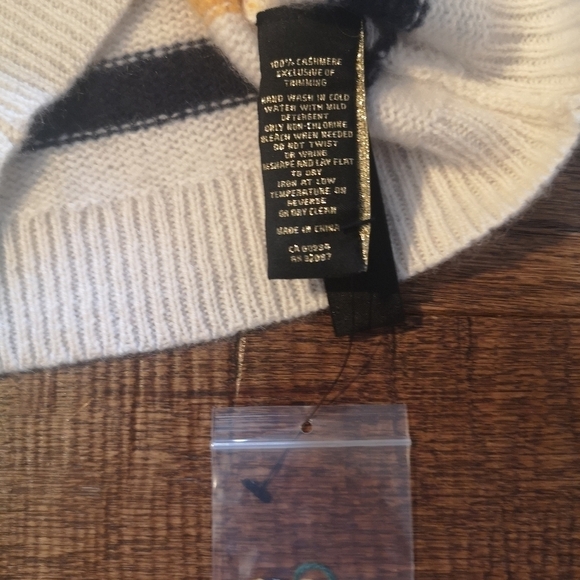 100% CASHMERE
EXCLUSIVE OF
TRIMMING
HAND WASH IN COLD
WATER WITH MILD
DETERGENT
ONLY NON-CHLORINE
BLEACH WHEN NEEDED
DO NOT TWIST
OR WRING
RESHAPE AND LAY FLAT
TO DRY
IRON AT LOW
TEMPERATURE ON
REVERSE
OR DRY CLEAN
MADE IN CHINA